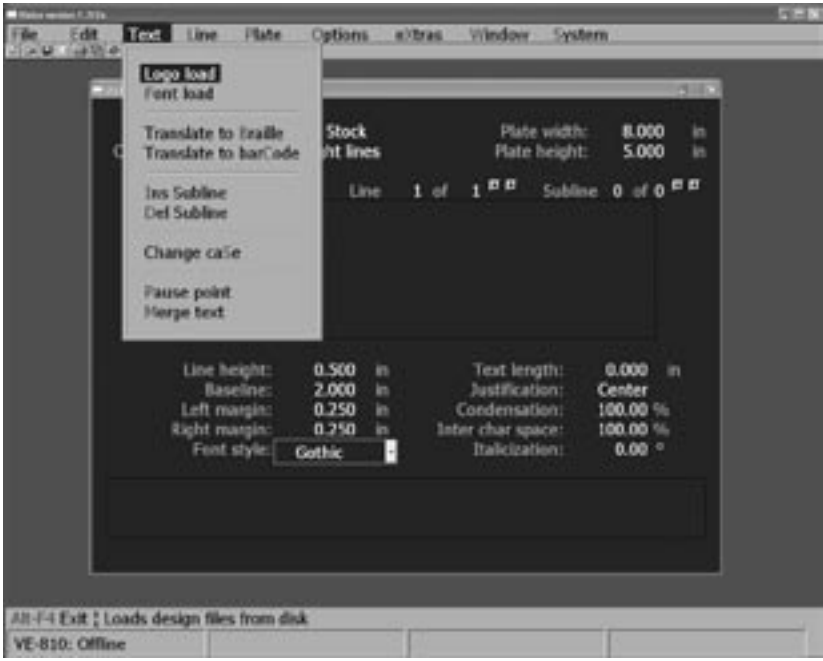 File Edit Text Line Plate Options eXtras Window System
Logo load
Font load
Translate to Braille
Translate to barCode
Ins Subline
Del Subline
Change caSe
Pause point
Merge text
Stock
ht lines
Plate width: 8.000 in
Plate height: 5.000 in
Line 1 of 1 Subline 0 of 0
Line height: 0.500 in
Baseline: 2.000 in
Left margin: 0.250 in
Right margin: 0.250 in
Font style: Gothic
Text length: 0.000 in
Justification: Center
Condensation: 100.00 %
Inter char space: 100.00 %
Italicization: 0.00 °
Alt-F4 Exit ¦ Loads design files from disk
VE-810: Offline